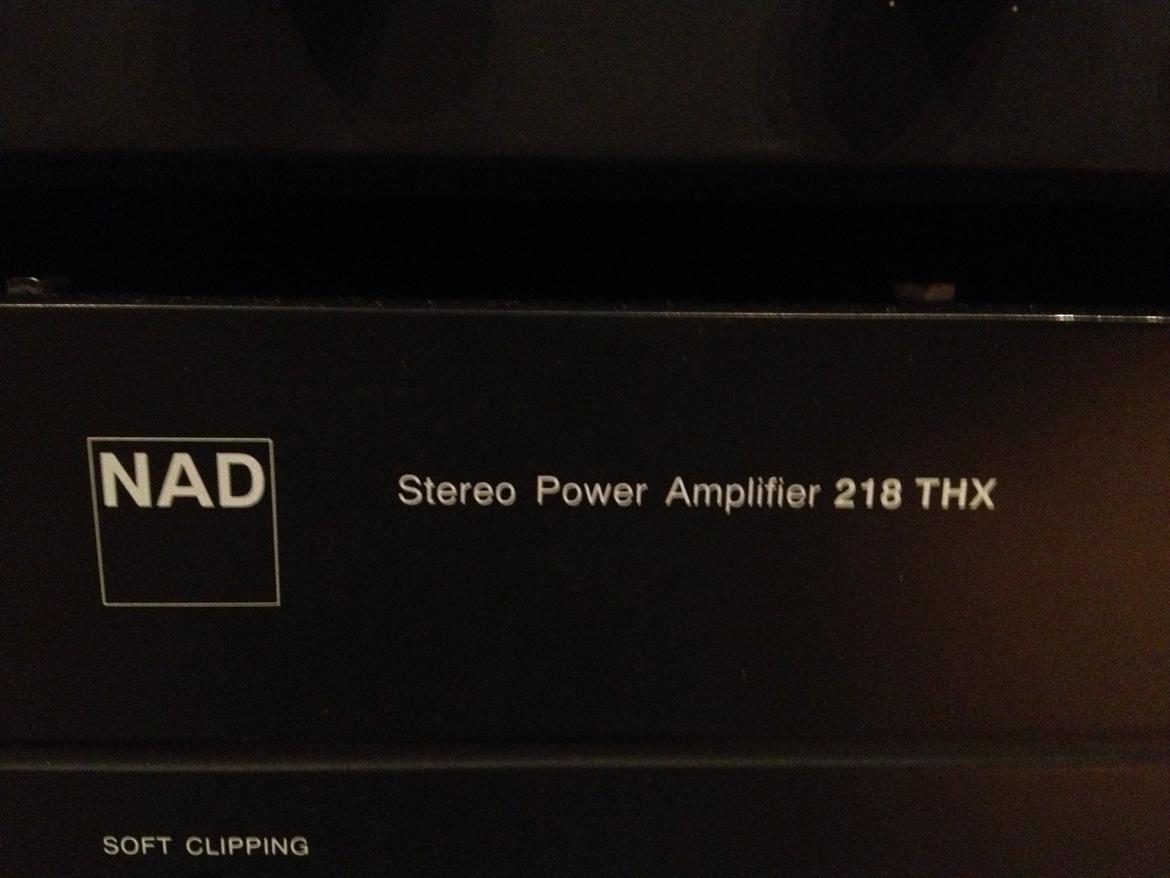 NAD
Stereo Power Amplifier 218 THX
SOFT CLIPPING